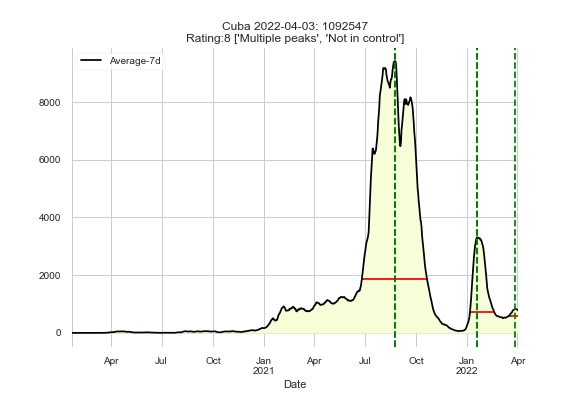 Cuba 2022-04-03: 1092547
Rating:8 ['Multiple peaks', 'Not in control']
Average-7d
8000
6000
4000
2000
0
Apr
Jul
Oct
Jan
2021
Apr
Jul
Oct
Jan
2022
Apr
Date